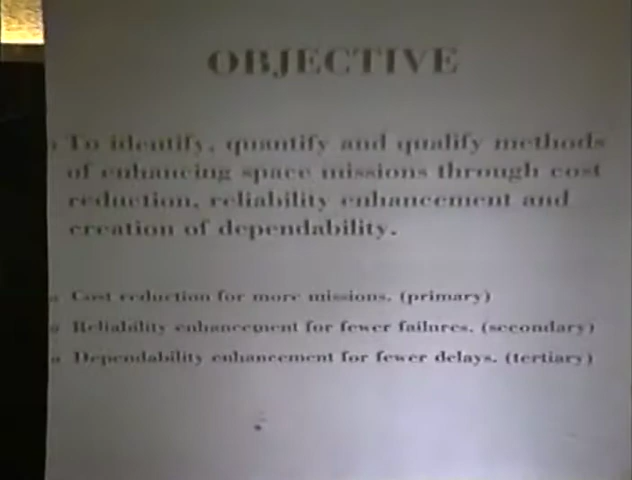 OBJECTIVE
To identify, quantify and qualify methods
of enhancing space missions through cost
reduction, reliability enhancement and
creation of dependability.
Cost reduction for more missions. (primary)
Reliability enhancement for fewer failures. (secondary)
Dependability enhancement for fewer delays. (tertiary)